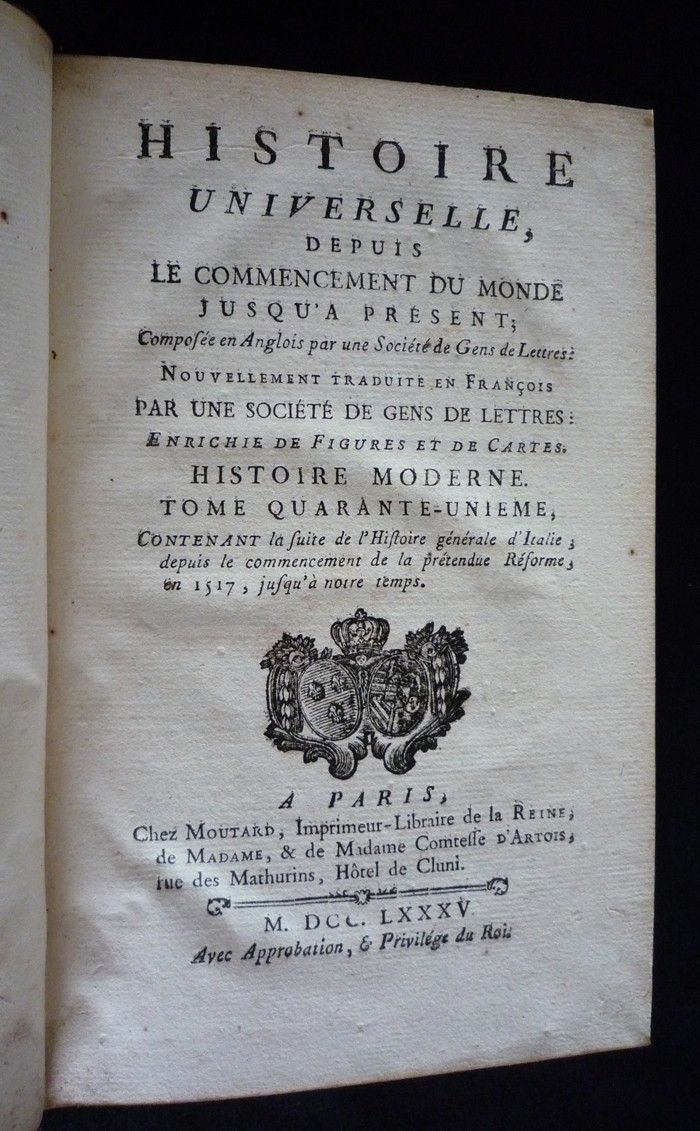 HISTOIRE
UNIVERSELLE,
DEPUIS
LE COMMENCEMENT DU MONDE
JUSQU'A PRÉSENT;
Composée en Anglois par une Société de Gens de Lettres:
NOUVELLEMENT TRADUITE EN FRANÇOIS
PAR UNE SOCIÉTÉ DE GENS DE LETTRES:
ENRICHIE DE FIGURES ET DE CARTES.
HISTOIRE MODERNE.
TOME QUARANTE-UNIEME,
CONTENANT la ſuite de l'Hiſtoire générale d'Italie,
depuis le commencement de la prétendue Réforme,
en 1517, juſqu'à notre temps.
A PARIS,
Chez MOUTARD, Imprimeur-Libraire de la REINE,
de MADAME, & de Madame Comteſſe D'ARTOIS,
rue des Mathurins, Hôtel de Cluni.
M. DCC. LXXXV
Avec Approbation, & Privilége du Roi.